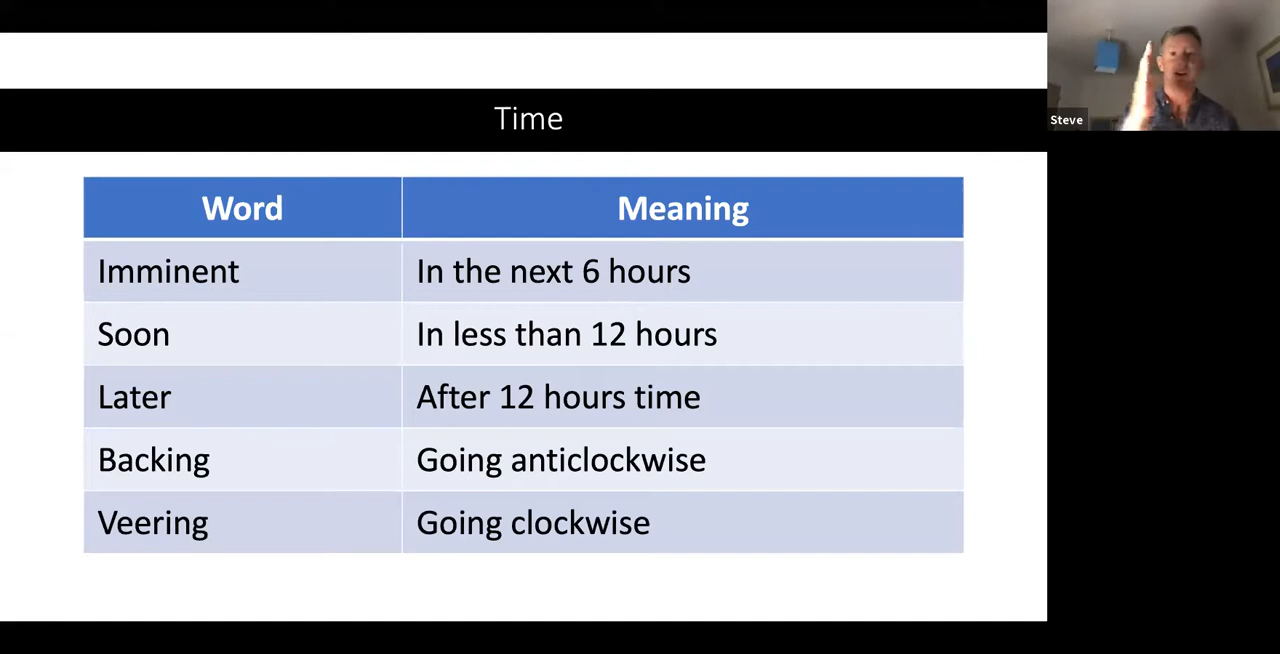 Time
Steve
Word Meaning
Imminent In the next 6 hours
Soon In less than 12 hours
Later After 12 hours time
Backing Going anticlockwise
Veering Going clockwise